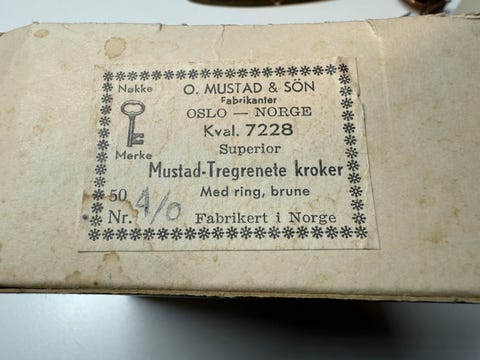 Nøkke
O. MUSTAD & SÖN
Fabrikanter
OSLO — NORGE
Kval. 7228
Merke
Superior
Mustad-Tregrenete kroker
Med ring, brune
50
Nr. 4/0
Fabrikert i Norge